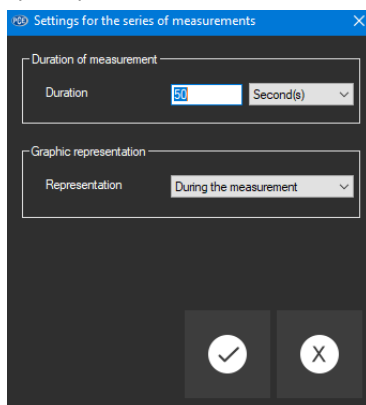 PCE Settings for the series of measurements
Duration of measurement
Duration 50 Second(s)
Graphic representation
Representation During the measurement
X